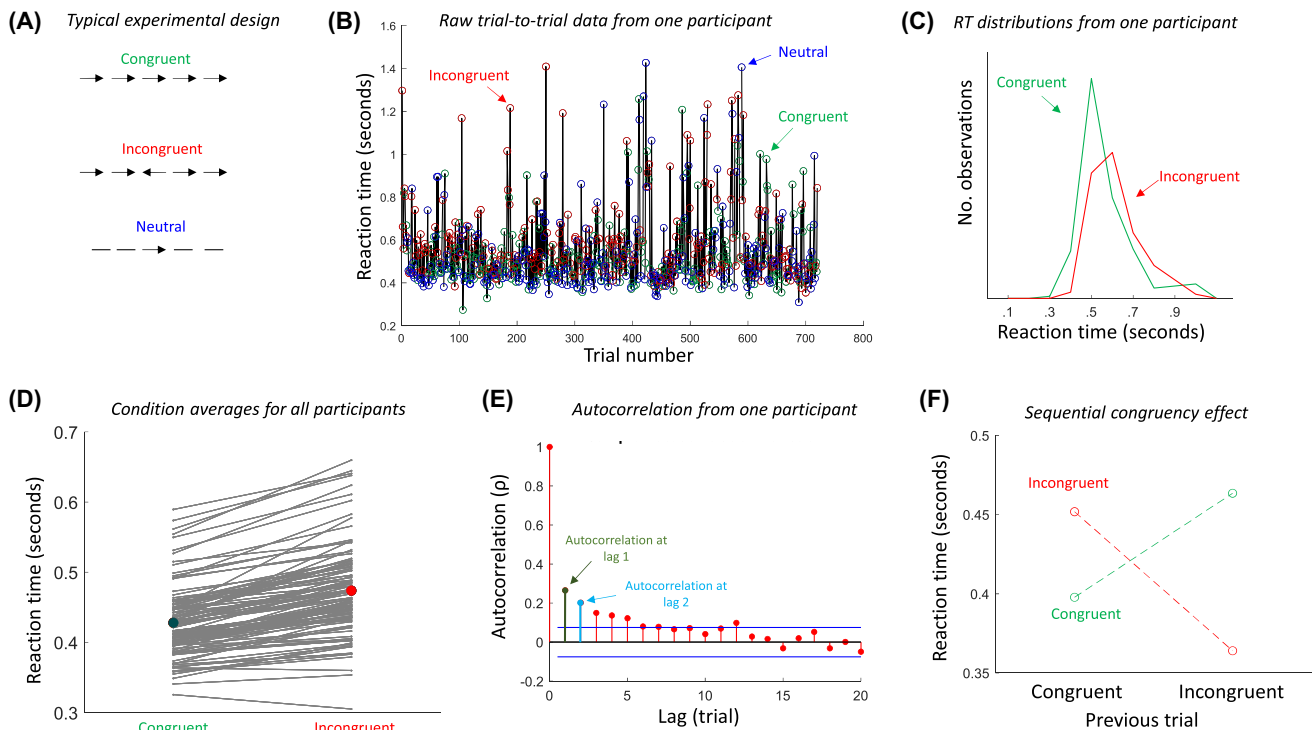 (A)
Typical experimental design
Congruent
Incongruent
Neutral
(B)
Raw trial-to-trial data from one participant
Reaction time (seconds)
1.6
1.4
1.2
1
0.8
0.6
0.4
0.2
Incongruent
Neutral
Congruent
0 100 200 300 400 500 600 700 800
Trial number
(C)
RT distributions from one participant
No. observations
Congruent
Incongruent
.1 .3 .5 .7 .9
Reaction time (seconds)
(D)
Condition averages for all participants
Reaction time (seconds)
0.7
0.6
0.5
0.4
0.3
Congruent
Incongruent
(E)
Autocorrelation from one participant
Autocorrelation (ρ)
1
0.8
0.6
0.4
0.2
0
-0.2
Autocorrelation at
lag 1
Autocorrelation at
lag 2
0 5 10 15 20
Lag (trial)
(F)
Sequential congruency effect
Reaction time (seconds)
0.5
0.45
0.4
0.35
Incongruent
Congruent
Congruent Incongruent
Previous trial